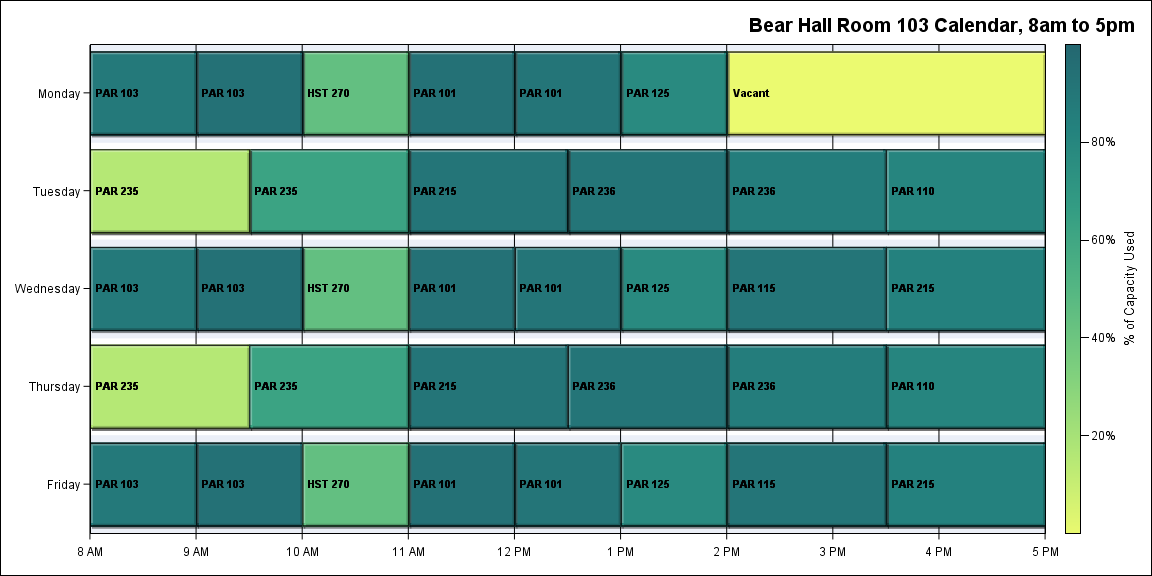 Bear Hall Room 103 Calendar, 8am to 5pm
Monday
PAR 103
PAR 103
HST 270
PAR 101
PAR 101
PAR 125
Vacant
Tuesday
PAR 235
PAR 235
PAR 215
PAR 236
PAR 236
PAR 110
Wednesday
PAR 103
PAR 103
HST 270
PAR 101
PAR 101
PAR 125
PAR 115
PAR 215
Thursday
PAR 235
PAR 235
PAR 215
PAR 236
PAR 236
PAR 110
Friday
PAR 103
PAR 103
HST 270
PAR 101
PAR 101
PAR 125
PAR 115
PAR 215
8 AM
9 AM
10 AM
11 AM
12 PM
1 PM
2 PM
3 PM
4 PM
5 PM
80%
60%
40%
20%
% of Capacity Used